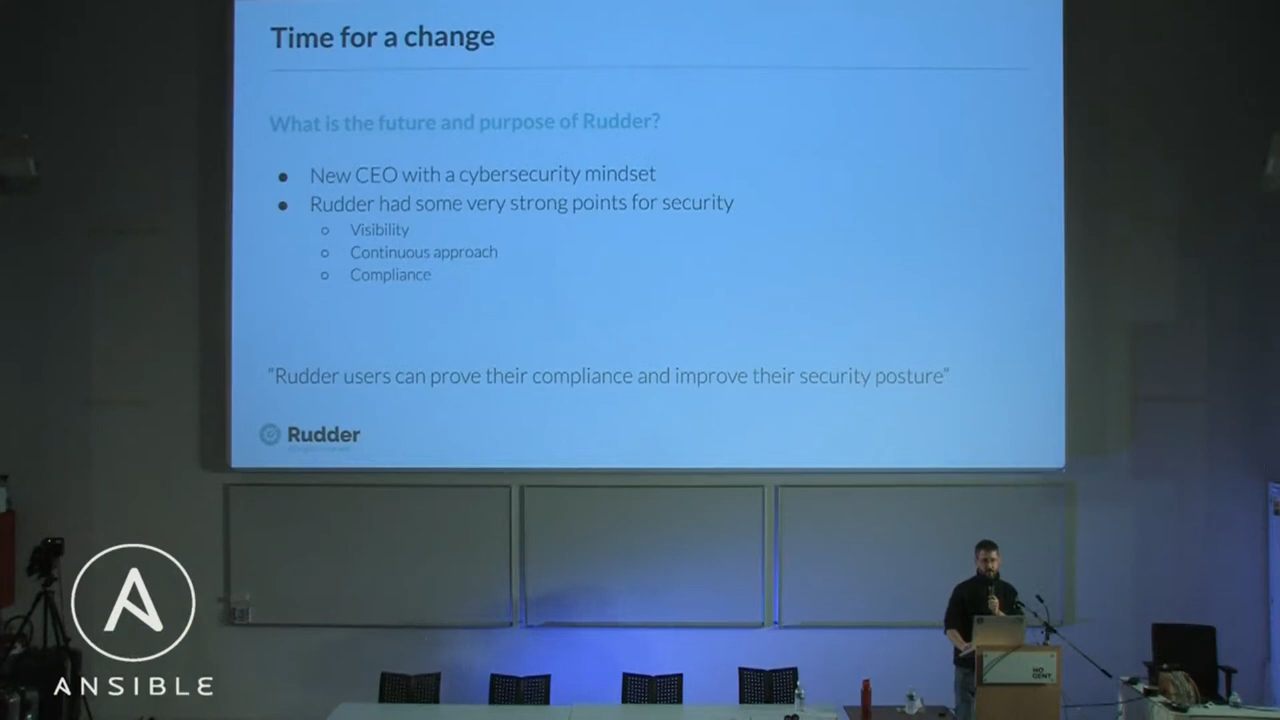 Time for a change
What is the future and purpose of Rudder?
● New CEO with a cybersecurity mindset
● Rudder had some very strong points for security
○ Visibility
○ Continuous approach
○ Compliance
"Rudder users can prove their compliance and improve their security posture"
Rudder
ANSIBLE
HO
GENT